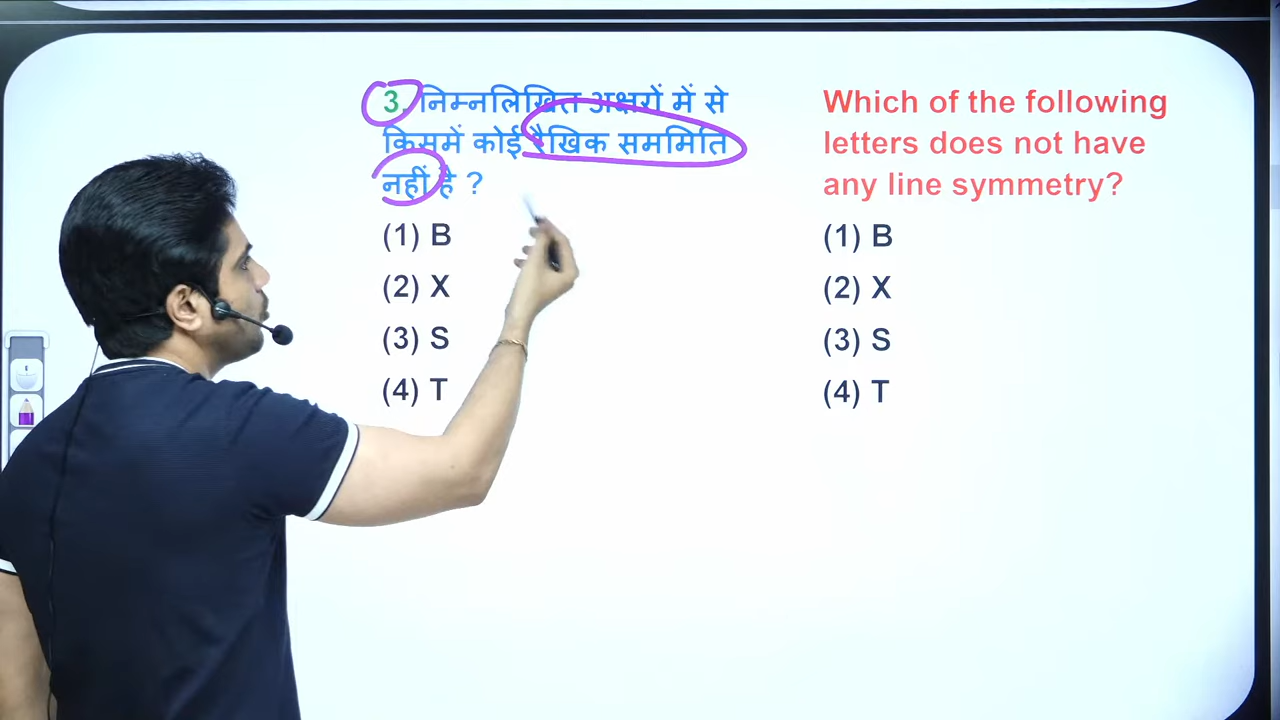 3. निम्नलिखित अक्षरों में से
किसमें कोई रैखिक सममिति
नहीं है ?
(1) B
(2) X
(3) S
(4) T
Which of the following
letters does not have
any line symmetry?
(1) B
(2) X
(3) S
(4) T